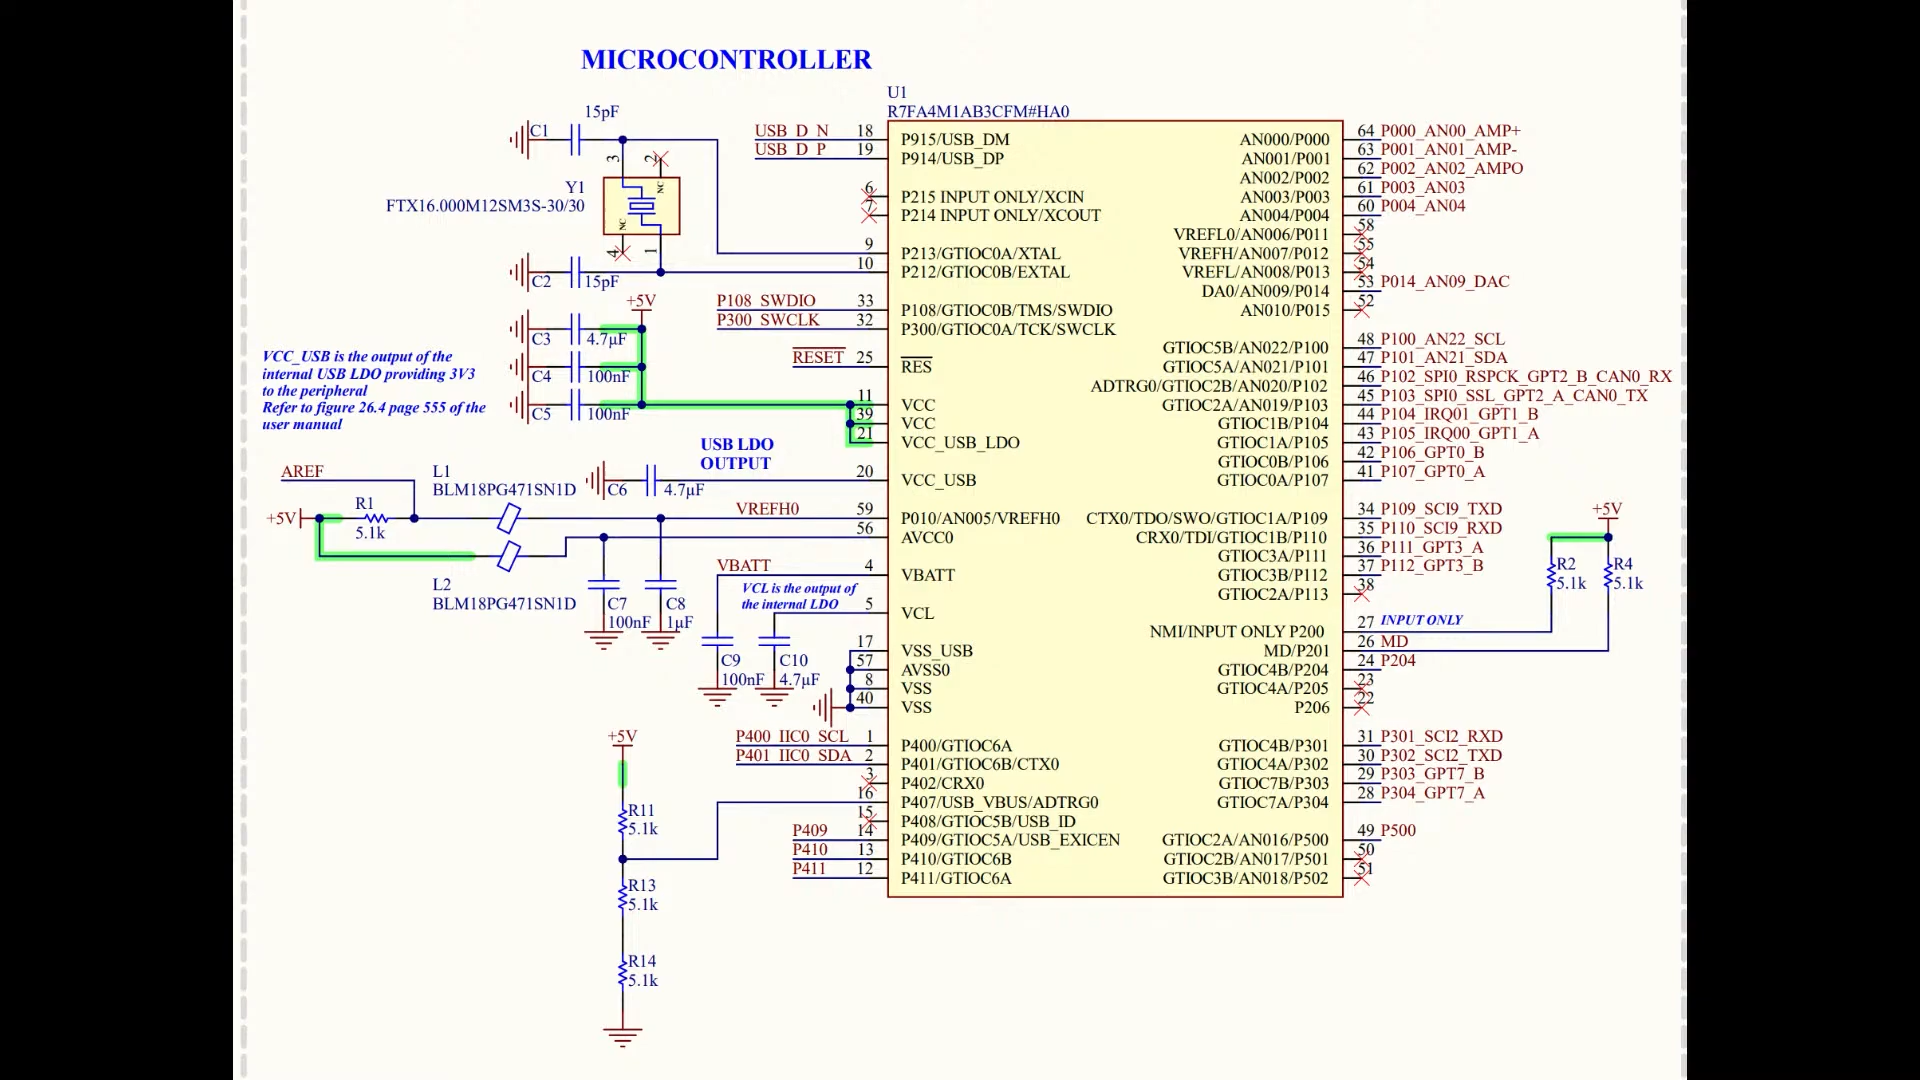 MICROCONTROLLER
U1
R7FA4M1AB3CFM#HA0
15pF
C1
3
2
NC
Y1
FTX16.000M12SM3S-30/30
NC
4
1
C2
15pF
+5V
C3
4.7µF
C4
100nF
C5
100nF
VCC_USB is the output of the
internal USB LDO providing 3V3
to the peripheral
Refer to figure 26.4 page 555 of the
user manual
USB LDO
OUTPUT
AREF
L1
BLM18PG471SN1D
C6
4.7µF
+5V
R1
5.1k
VREFH0
L2
BLM18PG471SN1D
C7
100nF
C8
1µF
VBATT
VCL is the output of
the internal LDO
C9
100nF
C10
4.7µF
+5V
R11
5.1k
R13
5.1k
R14
5.1k
USB_D_N 18 P915/USB_DM
USB_D_P 19 P914/USB_DP
6 P215 INPUT ONLY/XCIN
7 P214 INPUT ONLY/XCOUT
9 P213/GTIOC0A/XTAL
10 P212/GTIOC0B/EXTAL
P108_SWDIO 33 P108/GTIOC0B/TMS/SWDIO
P300_SWCLK 32 P300/GTIOC0A/TCK/SWCLK
RESET 25 RES
11 VCC
39 VCC
21 VCC_USB_LDO
20 VCC_USB
59 P010/AN005/VREFH0
56 AVCC0
4 VBATT
5 VCL
17 VSS_USB
57 AVSS0
8 VSS
40 VSS
P400_IIC0_SCL 1 P400/GTIOC6A
P401_IIC0_SDA 2 P401/GTIOC6B/CTX0
3 P402/CRX0
16 P407/USB_VBUS/ADTRG0
15 P408/GTIOC5B/USB_ID
P409 14 P409/GTIOC5A/USB_EXICEN
P410 13 P410/GTIOC6B
P411 12 P411/GTIOC6A
AN000/P000 64 P000_AN00_AMP+
AN001/P001 63 P001_AN01_AMP-
AN002/P002 62 P002_AN02_AMPO
AN003/P003 61 P003_AN03
AN004/P004 60 P004_AN04
VREFL0/AN006/P011 58
VREFH/AN007/P012 55
VREFL/AN008/P013 54
DA0/AN009/P014 53 P014_AN09_DAC
AN010/P015 52
GTIOC5B/AN022/P100 48 P100_AN22_SCL
GTIOC5A/AN021/P101 47 P101_AN21_SDA
ADTRG0/GTIOC2B/AN020/P102 46 P102_SPI0_RSPCK_GPT2_B_CAN0_RX
GTIOC2A/AN019/P103 45 P103_SPI0_SSL_GPT2_A_CAN0_TX
GTIOC1B/P104 44 P104_IRQ01_GPT1_B
GTIOC1A/P105 43 P105_IRQ00_GPT1_A
GTIOC0B/P106 42 P106_GPT0_B
GTIOC0A/P107 41 P107_GPT0_A
CTX0/TDO/SWO/GTIOC1A/P109 34 P109_SCI9_TXD
CRX0/TDI/GTIOC1B/P110 35 P110_SCI9_RXD
GTIOC3A/P111 36 P111_GPT3_A
GTIOC3B/P112 37 P112_GPT3_B
GTIOC2A/P113 38
NMI/INPUT ONLY P200 27 INPUT ONLY
MD/P201 26 MD
GTIOC4B/P204 24 P204
GTIOC4A/P205 23
P206 22
GTIOC4B/P301 31 P301_SCI2_RXD
GTIOC4A/P302 30 P302_SCI2_TXD
GTIOC7B/P303 29 P303_GPT7_B
GTIOC7A/P304 28 P304_GPT7_A
GTIOC2A/AN016/P500 49 P500
GTIOC2B/AN017/P501 50
GTIOC3B/AN018/P502 51
+5V
R2
5.1k
R4
5.1k